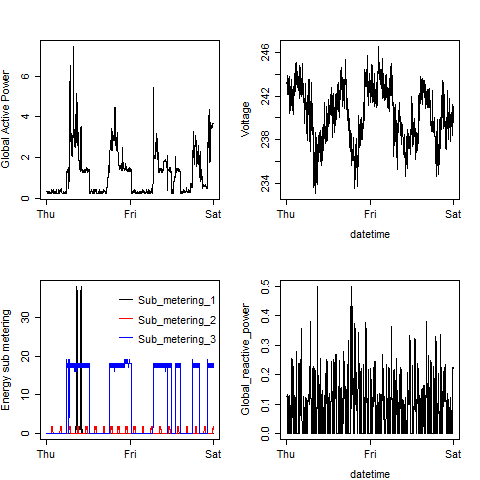 Global Active Power
6
4
2
0
Thu
Fri
Sat
Voltage
246
242
238
234
Thu
Fri
Sat
datetime
Energy sub metering
30
20
10
0
Sub_metering_1
Sub_metering_2
Sub_metering_3
Thu
Fri
Sat
Global_reactive_power
0.5
0.4
0.3
0.2
0.1
0.0
Thu
Fri
Sat
datetime